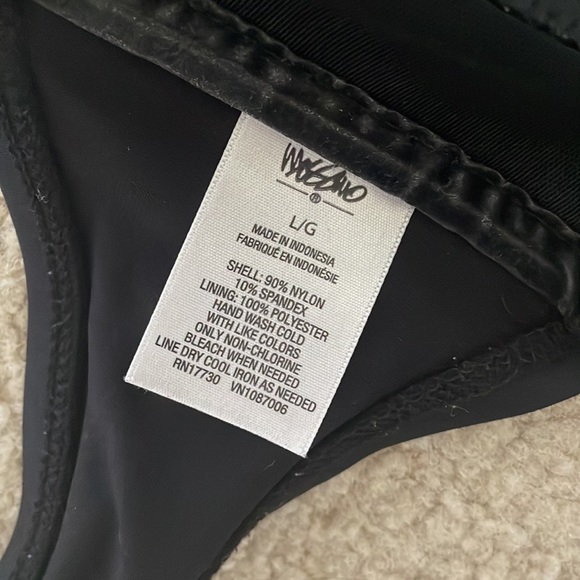 MOSSIMO
®
L/G
MADE IN INDONESIA
FABRIQUÉ EN INDONÉSIE
SHELL: 90% NYLON
10% SPANDEX
LINING: 100% POLYESTER
HAND WASH COLD
WITH LIKE COLORS
ONLY NON-CHLORINE
BLEACH WHEN NEEDED
LINE DRY COOL IRON AS NEEDED
RN17730 VN1087006